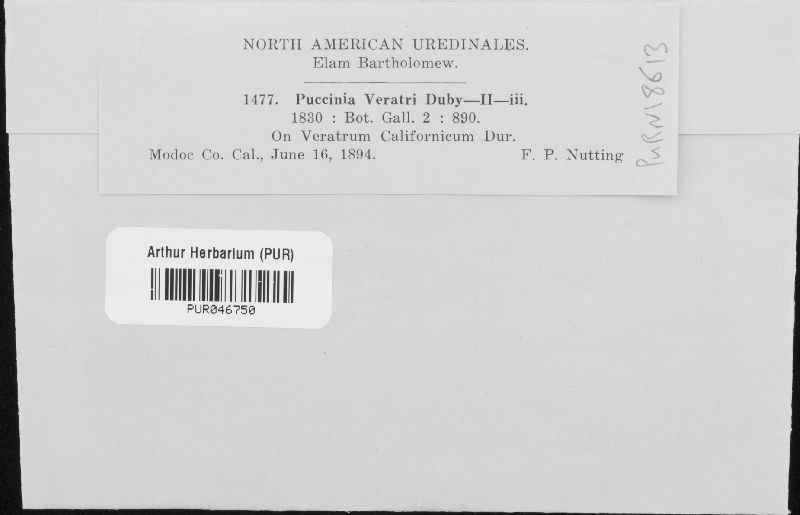 NORTH AMERICAN UREDINALES.
Elam Bartholomew.
1477. Puccinia Veratri Duby—II—iii.
1830 : Bot. Gall. 2 : 890.
On Veratrum Californicum Dur.
Modoc Co. Cal., June 16, 1894. F. P. Nutting
PURN18613
Arthur Herbarium (PUR)
PUR046750